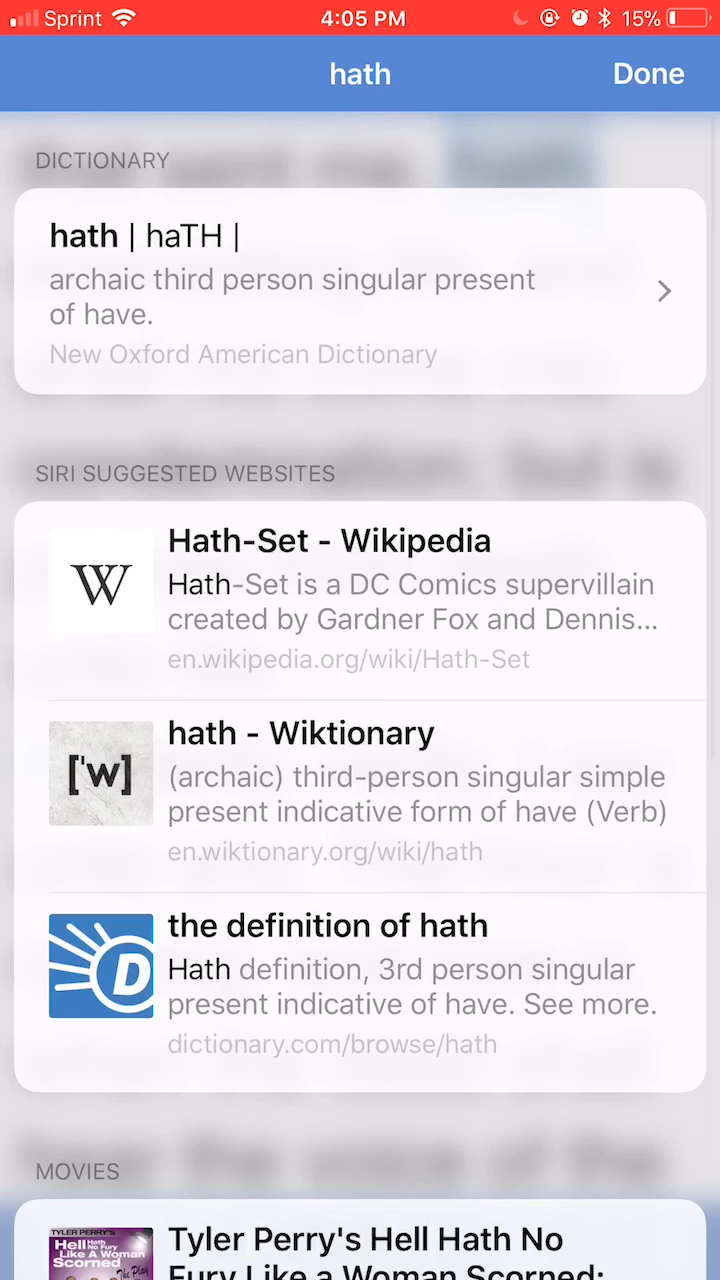 Sprint 4:05 PM 15%
hath Done
DICTIONARY
hath | haTH |
archaic third person singular present
of have.
New Oxford American Dictionary
SIRI SUGGESTED WEBSITES
W
Hath-Set - Wikipedia
Hath-Set is a DC Comics supervillain
created by Gardner Fox and Dennis...
en.wikipedia.org/wiki/Hath-Set
['w]
hath - Wiktionary
(archaic) third-person singular simple
present indicative form of have (Verb)
en.wiktionary.org/wiki/hath
D
the definition of hath
Hath definition, 3rd person singular
present indicative of have. See more.
dictionary.com/browse/hath
MOVIES
TYLER PERRY'S
Hell Hath
No Fury
Like A Woman
Scorned
The Play
Tyler Perry's Hell Hath No
Fury Like a Woman Scorned: